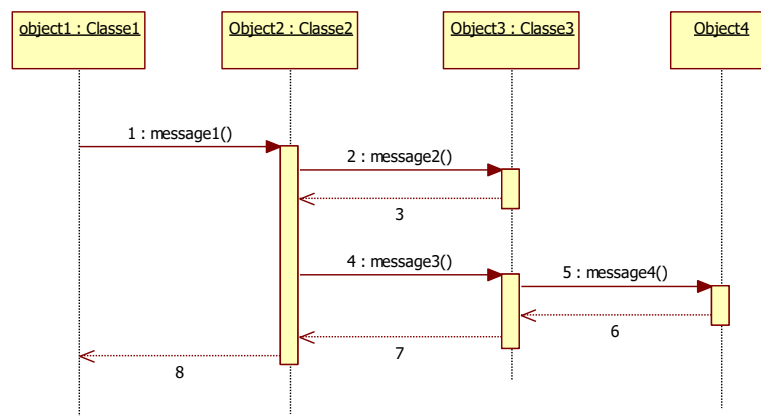 object1 : Classe1
Object2 : Classe2
Object3 : Classe3
Object4
1 : message1()
2 : message2()
3
4 : message3()
5 : message4()
6
7
8